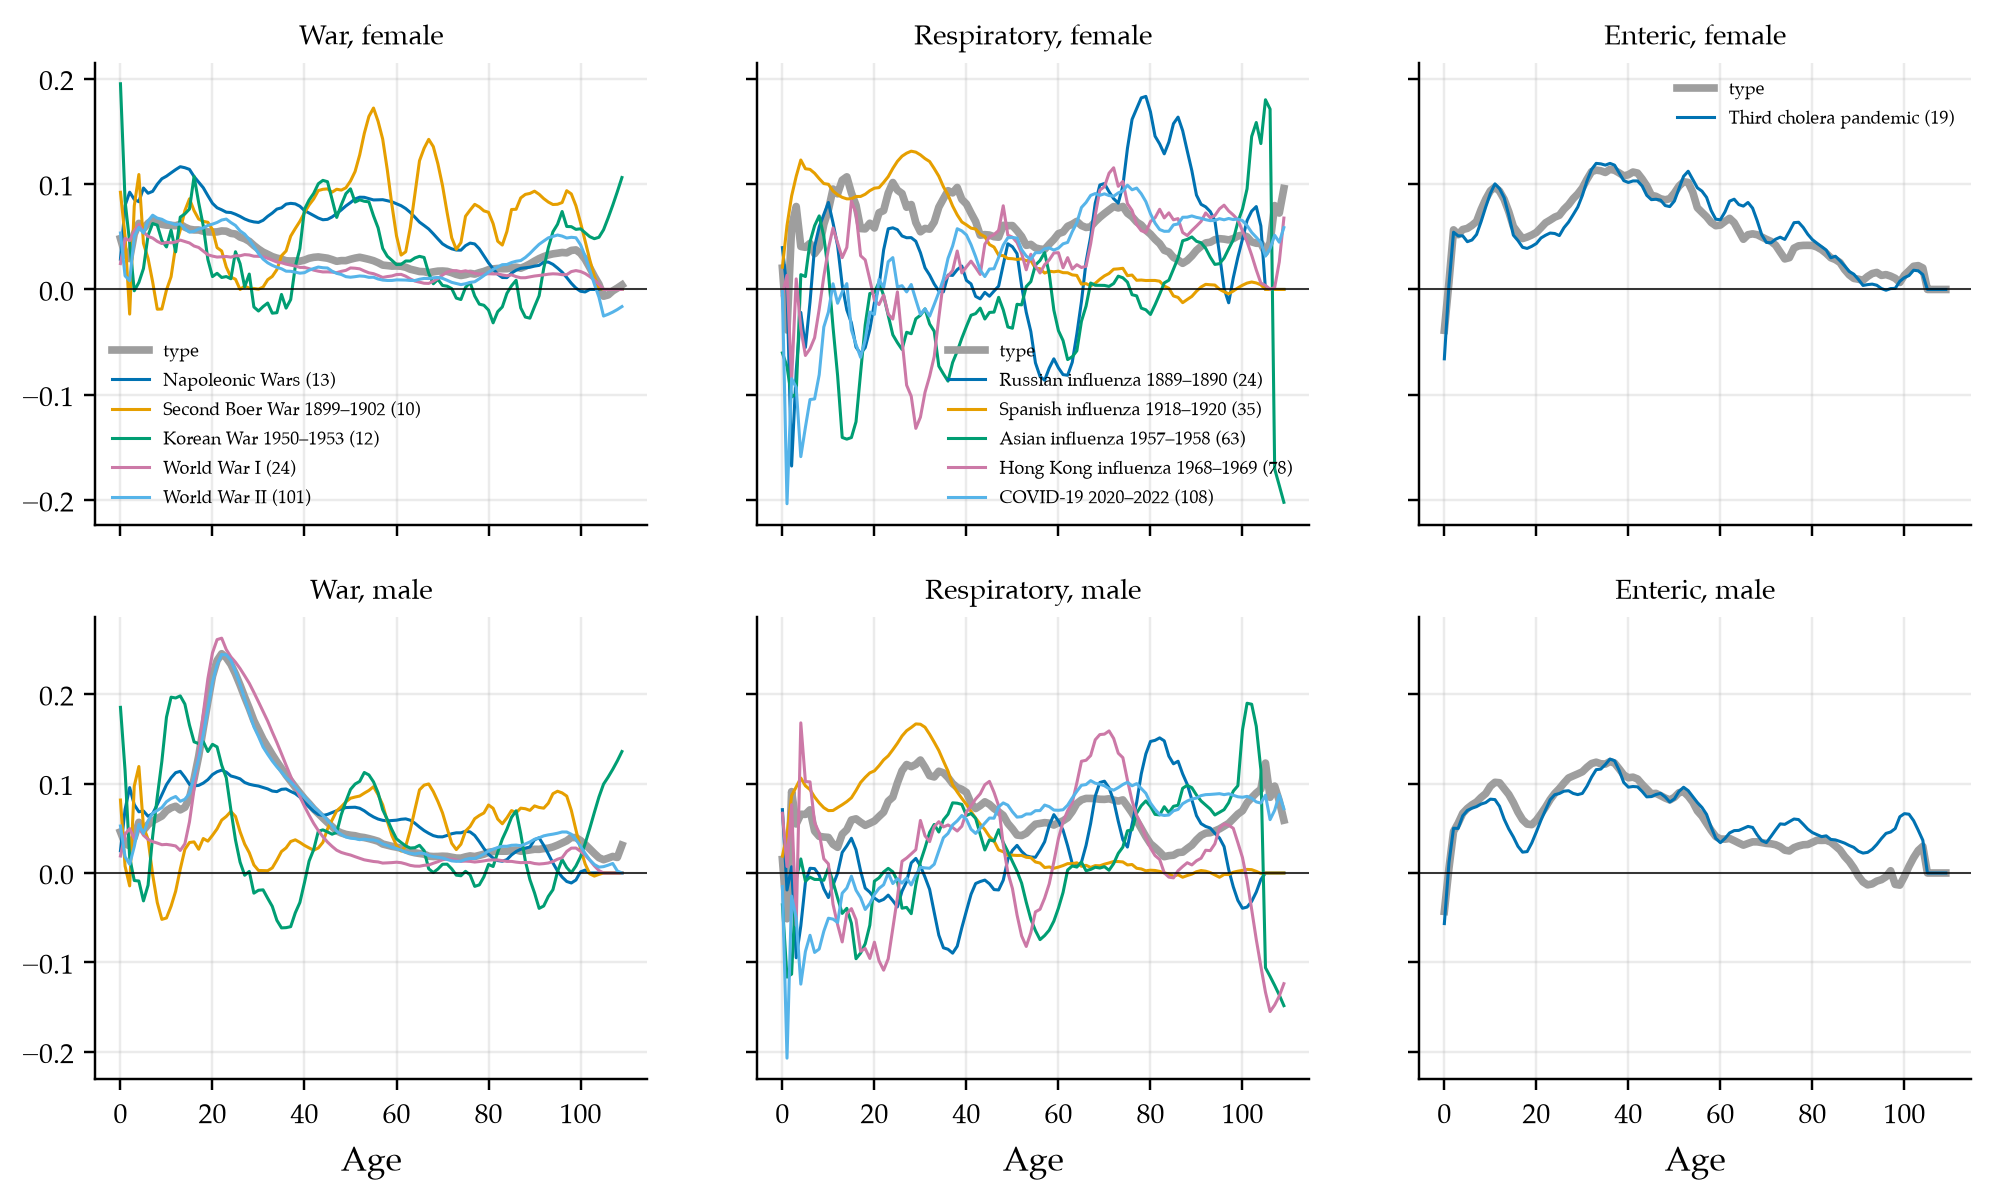 War, female
Respiratory, female
Enteric, female
0.2
0.1
0.0
−0.1
−0.2
type
Napoleonic Wars (13)
Second Boer War 1899–1902 (10)
Korean War 1950–1953 (12)
World War I (24)
World War II (101)
type
Russian influenza 1889–1890 (24)
Spanish influenza 1918–1920 (35)
Asian influenza 1957–1958 (63)
Hong Kong influenza 1968–1969 (78)
COVID-19 2020–2022 (108)
type
Third cholera pandemic (19)
War, male
Respiratory, male
Enteric, male
0.2
0.1
0.0
−0.1
−0.2
0 20 40 60 80 100
0 20 40 60 80 100
0 20 40 60 80 100
Age
Age
Age